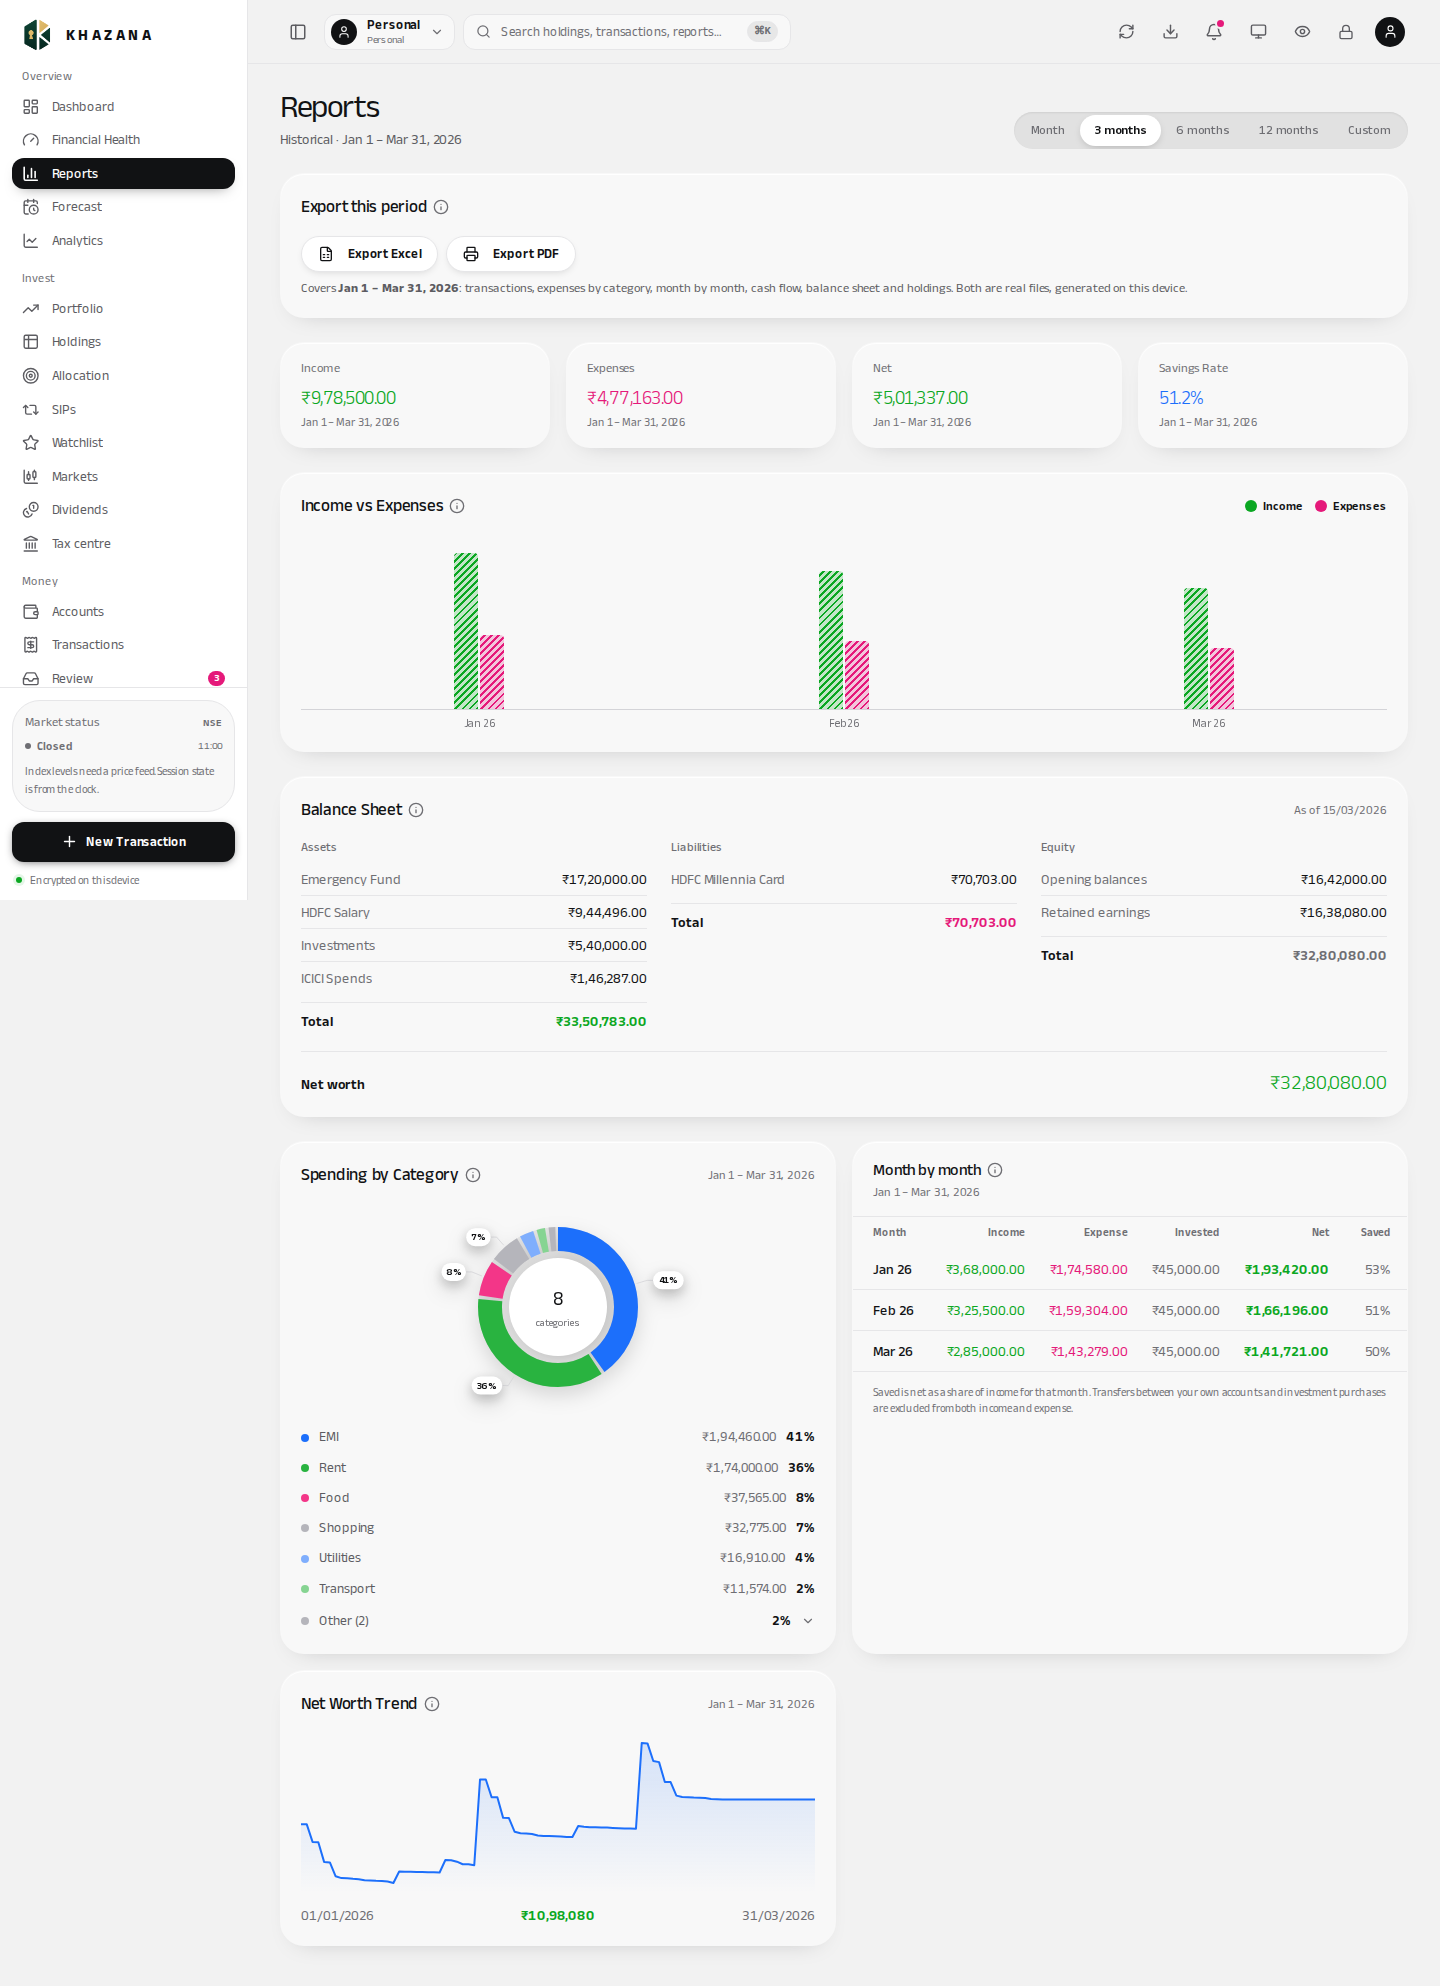 KHAZANA
Overview
Dashboard
Financial Health
Reports
Forecast
Analytics
Invest
Portfolio
Holdings
Allocation
SIPs
Watchlist
Markets
Dividends
Tax centre
Money
Accounts
Transactions
Review 3
Market status NSE
Closed 11:00
Index levels need a price feed. Session state
is from the clock.
New Transaction
Encrypted on this device
Personal
Personal
Search holdings, transactions, reports... ⌘K
Reports
Historical · Jan 1 – Mar 31, 2026
Month 3 months 6 months 12 months Custom
Export this period
Export Excel Export PDF
Covers Jan 1 – Mar 31, 2026: transactions, expenses by category, month by month, cash flow, balance sheet and holdings. Both are real files, generated on this device.
Income Expenses Net Savings Rate
₹9,78,500.00 ₹4,77,163.00 ₹5,01,337.00 51.2%
Jan 1 – Mar 31, 2026 Jan 1 – Mar 31, 2026 Jan 1 – Mar 31, 2026 Jan 1 – Mar 31, 2026
Income vs Expenses Income Expenses
Jan 26 Feb 26 Mar 26
Balance Sheet As of 15/03/2026
Assets Liabilities Equity
Emergency Fund ₹17,20,000.00 HDFC Millennia Card ₹70,703.00 Opening balances ₹16,42,000.00
HDFC Salary ₹9,44,496.00 Total ₹70,703.00 Retained earnings ₹16,38,080.00
Investments ₹5,40,000.00 Total ₹32,80,080.00
ICICI Spends ₹1,46,287.00
Total ₹33,50,783.00
Net worth ₹32,80,080.00
Spending by Category Jan 1 – Mar 31, 2026
7%
8%
41%
8
categories
36%
EMI ₹1,94,460.00 41%
Rent ₹1,74,000.00 36%
Food ₹37,565.00 8%
Shopping ₹32,775.00 7%
Utilities ₹16,910.00 4%
Transport ₹11,574.00 2%
Other (2) 2%
Month by month
Jan 1 – Mar 31, 2026
Month Income Expense Invested Net Saved
Jan 26 ₹3,68,000.00 ₹1,74,580.00 ₹45,000.00 ₹1,93,420.00 53%
Feb 26 ₹3,25,500.00 ₹1,59,304.00 ₹45,000.00 ₹1,66,196.00 51%
Mar 26 ₹2,85,000.00 ₹1,43,279.00 ₹45,000.00 ₹1,41,721.00 50%
Saved is net as a share of income for that month. Transfers between your own accounts and investment purchases
are excluded from both income and expense.
Net Worth Trend Jan 1 – Mar 31, 2026
01/01/2026 ₹10,98,080 31/03/2026